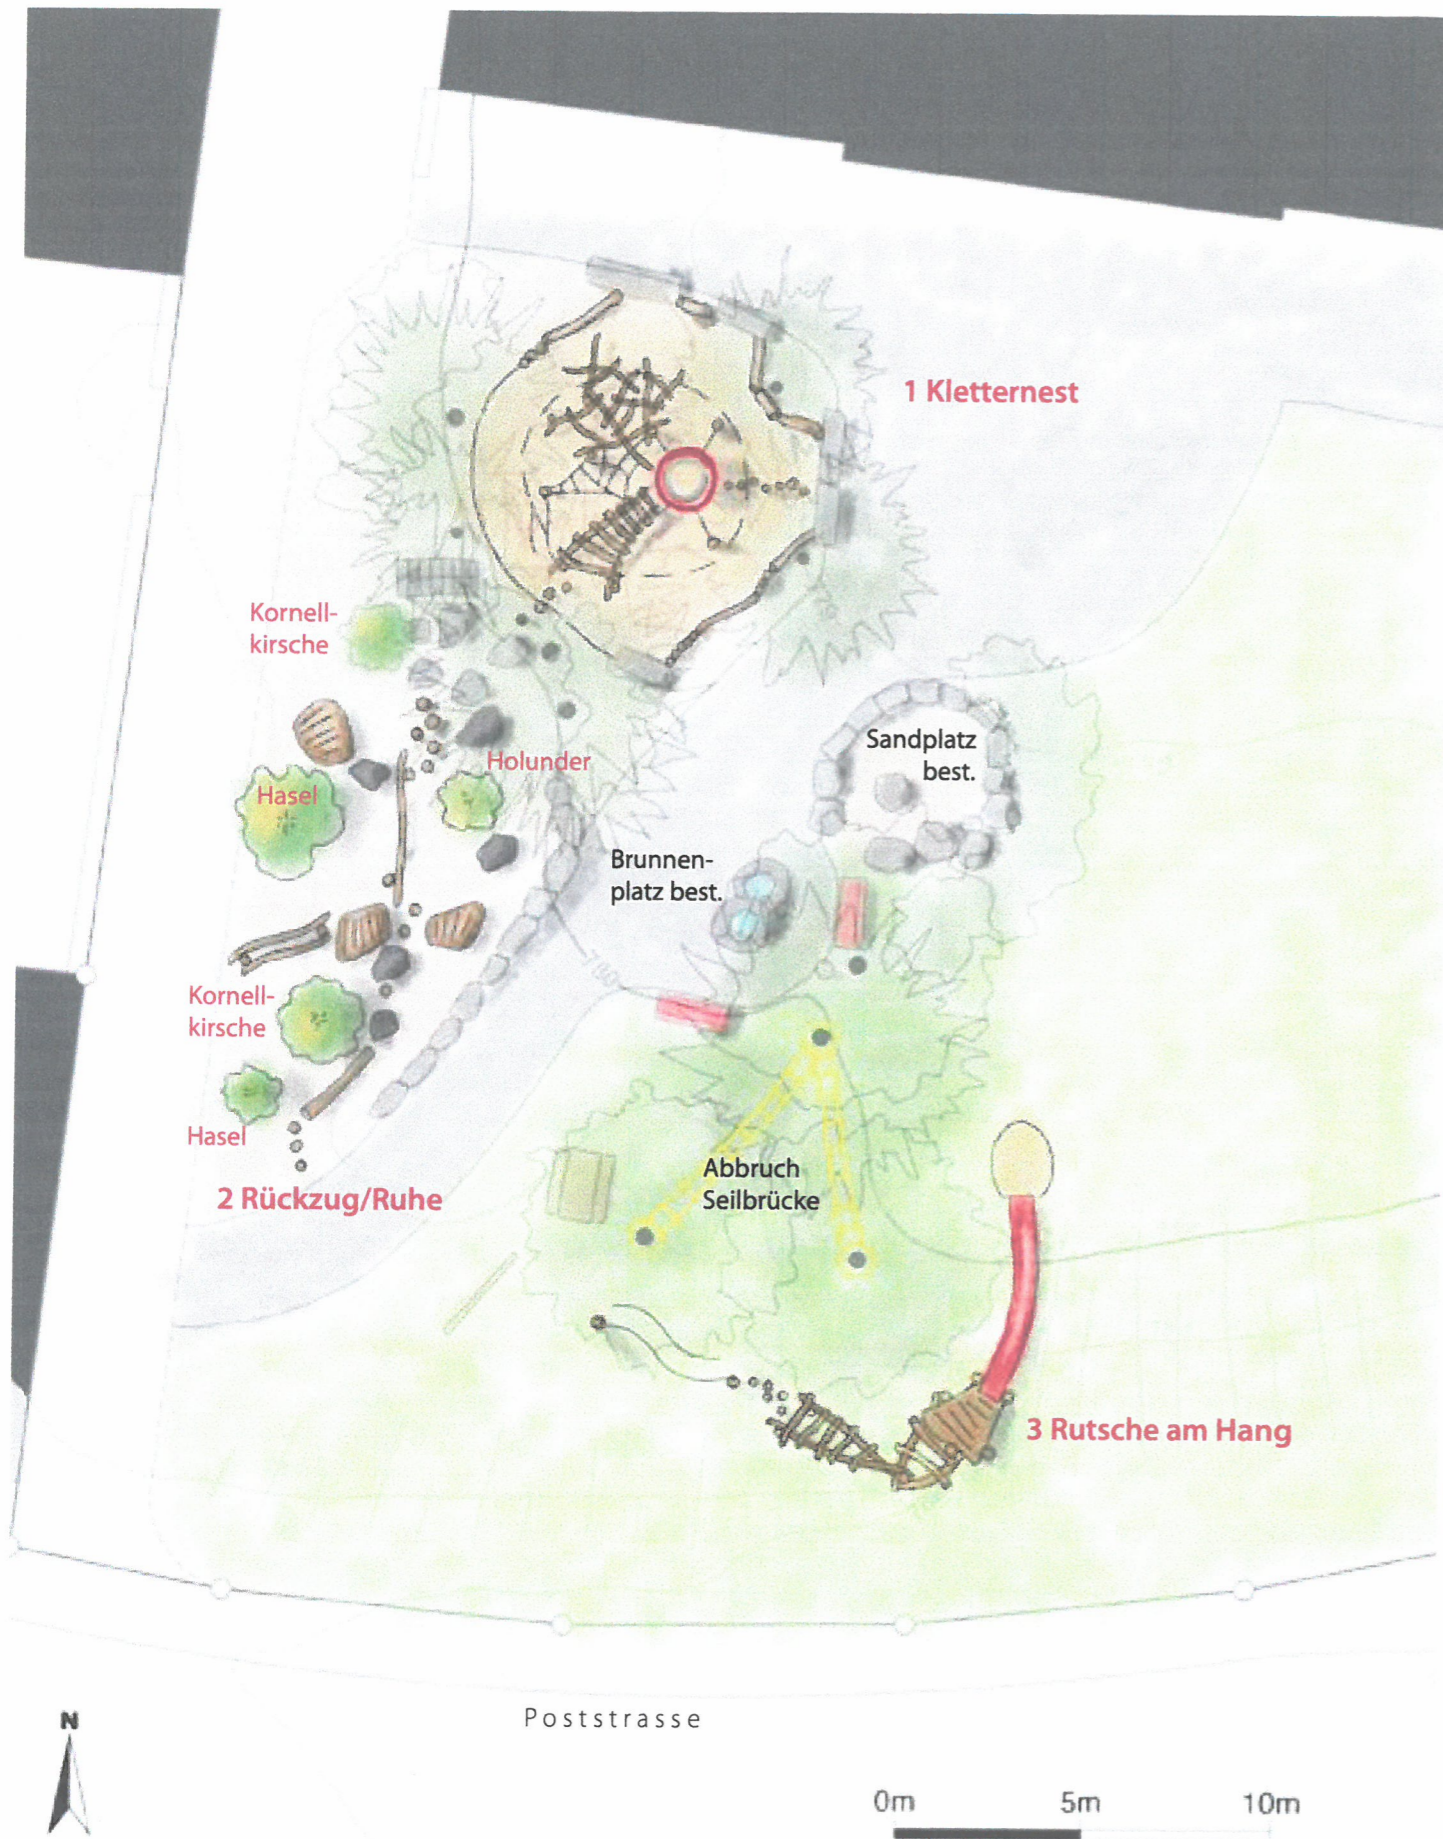 1 Kletternest
Kornell-
kirsche
Sandplatz
best.
Holunder
Hasel
Brunnen-
platz best.
780
Kornell-
kirsche
Hasel
Abbruch
Seilbrücke
2 Rückzug/Ruhe
3 Rutsche am Hang
Poststrasse
N
0m 5m 10m